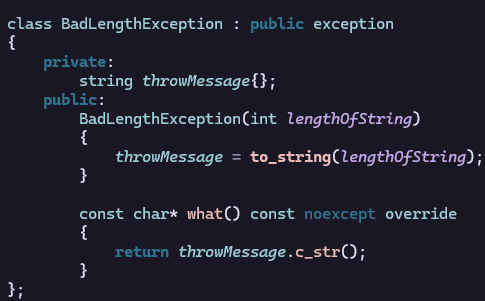 class BadLengthException : public exception
{
    private:
        string throwMessage{};
    public:
        BadLengthException(int lengthOfString)
        {
            throwMessage = to_string(lengthOfString);
        }

        const char* what() const noexcept override
        {
            return throwMessage.c_str();
        }
};